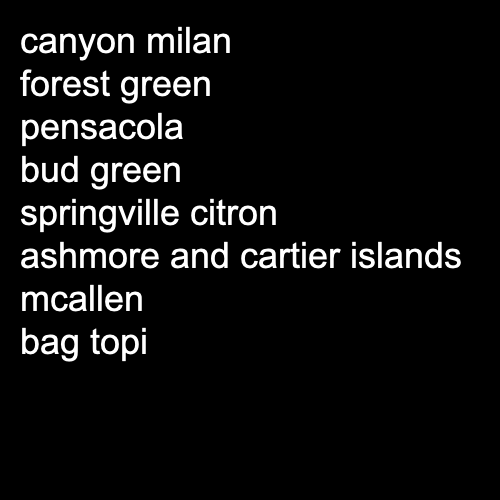 canyon milan
forest green
pensacola
bud green
springville citron
ashmore and cartier islands
mcallen
bag topi